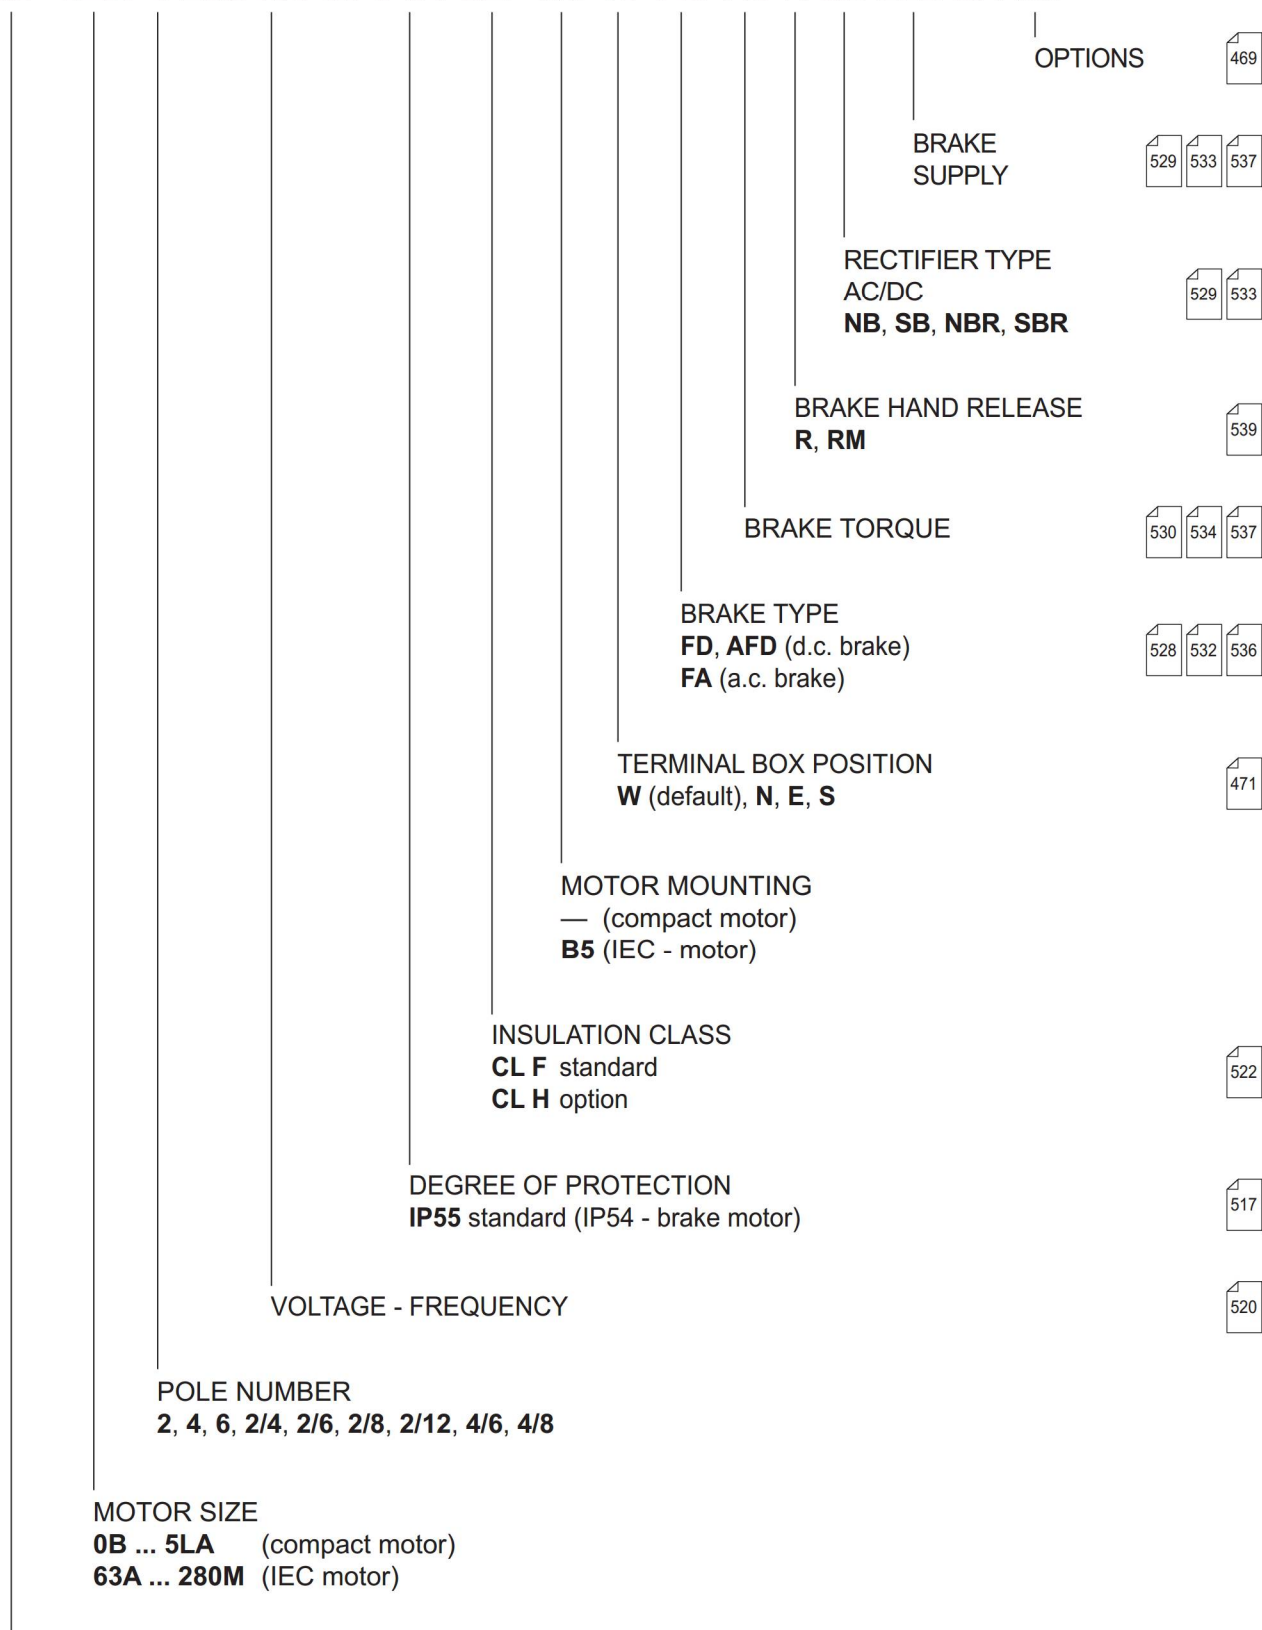 OPTIONS 469
BRAKE
SUPPLY
529 533 537
RECTIFIER TYPE
AC/DC
529 533
NB, SB, NBR, SBR
BRAKE HAND RELEASE
R, RM
539
BRAKE TORQUE 530 534 537
BRAKE TYPE
FD, AFD (d.c. brake)
528 532 536
FA (a.c. brake)
TERMINAL BOX POSITION
W (default), N, E, S
471
MOTOR MOUNTING
— (compact motor)
B5 (IEC - motor)
INSULATION CLASS
CL F standard
522
CL H option
DEGREE OF PROTECTION
IP55 standard (IP54 - brake motor)
517
VOLTAGE - FREQUENCY 520
POLE NUMBER
2, 4, 6, 2/4, 2/6, 2/8, 2/12, 4/6, 4/8
MOTOR SIZE
0B ... 5LA (compact motor)
63A ... 280M (IEC motor)